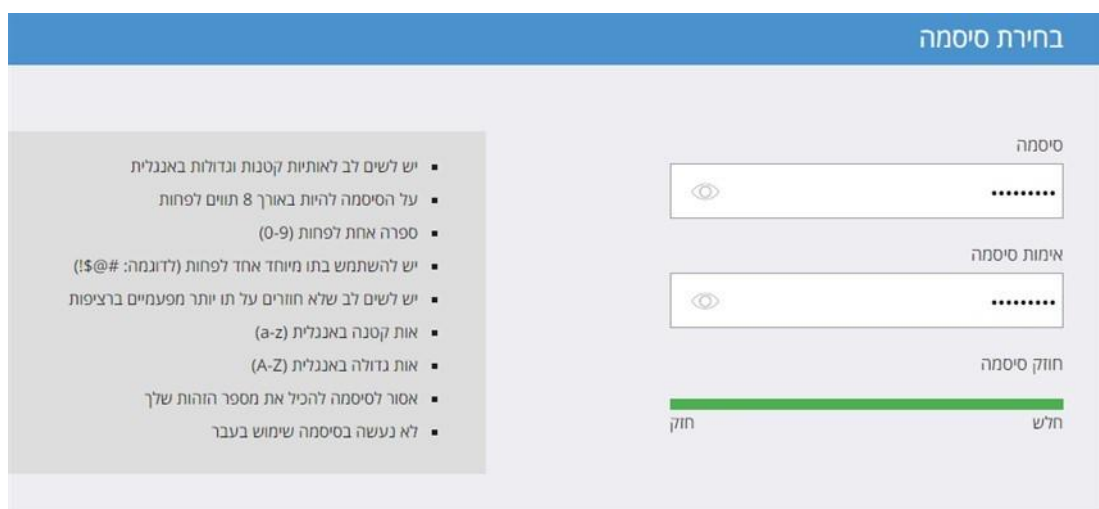 בחירת סיסמה
סיסמה
•••••••••
אימות סיסמה
•••••••••
חוזק סיסמה
חלש
חזק
▪ יש לשים לב לאותיות קטנות וגדולות באנגלית
▪ על הסיסמה להיות באורך 8 תווים לפחות
▪ ספרה אחת לפחות (0-9)
▪ יש להשתמש בתו מיוחד אחד לפחות (לדוגמה: #@$!)
▪ יש לשים לב שלא חוזרים על תו יותר מפעמיים ברציפות
▪ אות קטנה באנגלית (a-z)
▪ אות גדולה באנגלית (A-Z)
▪ אסור לסיסמה להכיל את מספר הזהות שלך
▪ לא נעשה בסיסמה שימוש בעבר